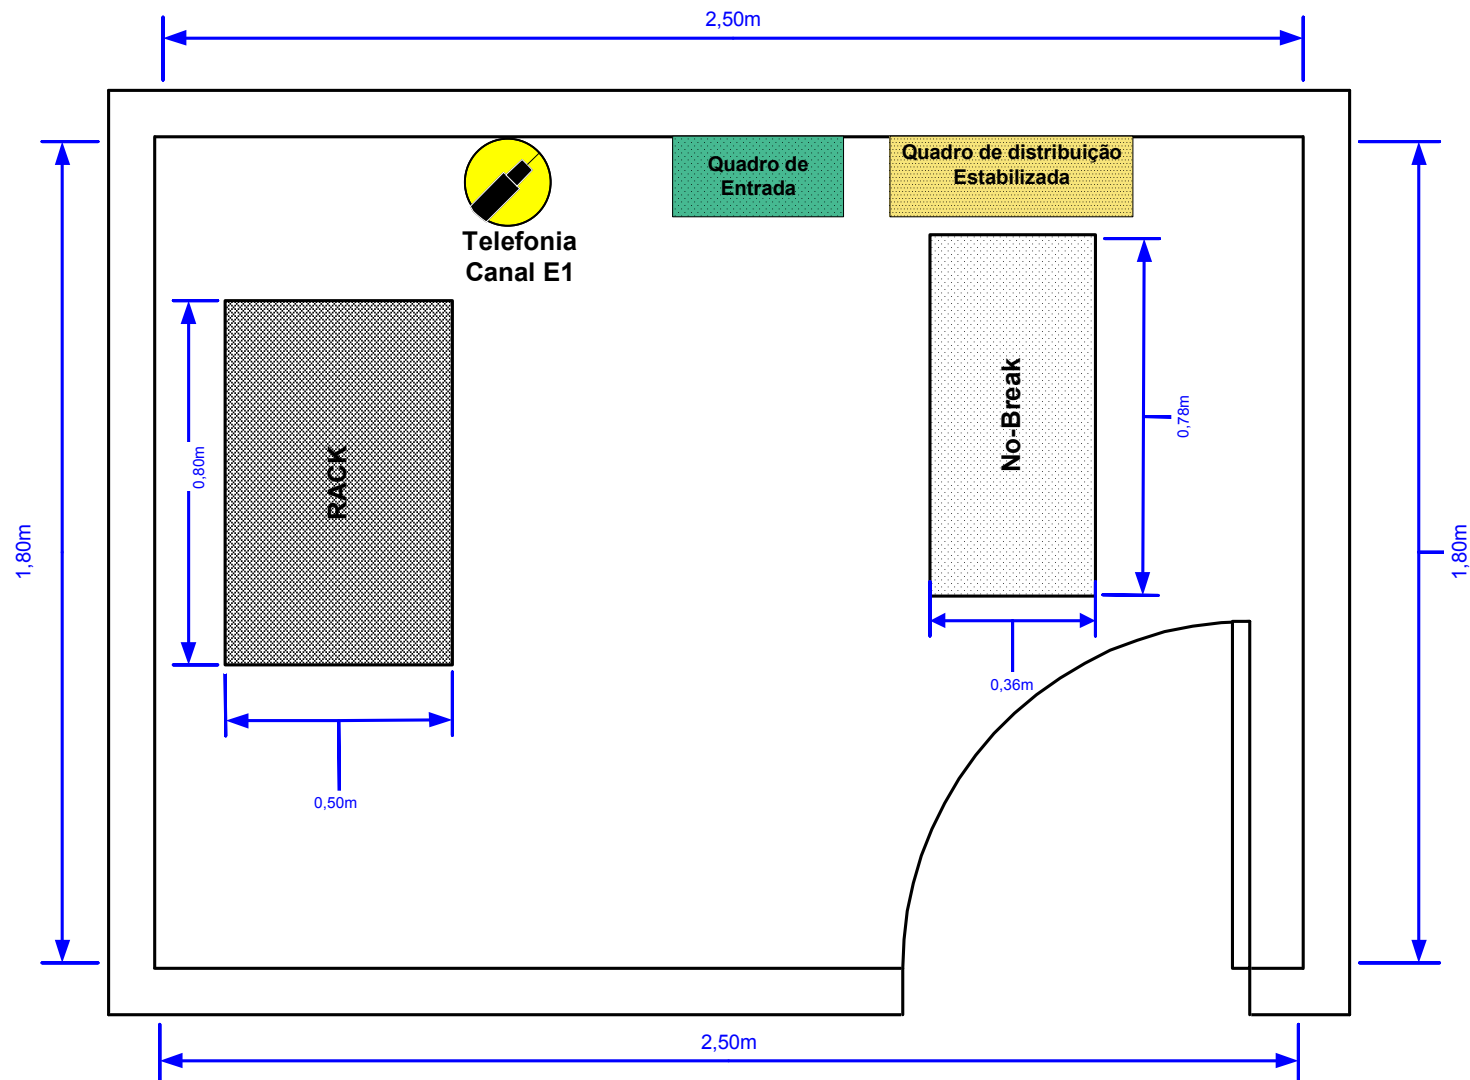 2,50m
Quadro de
Entrada
Quadro de distribuição
Estabilizada
Telefonia
Canal E1
1,80m
0,80m
RACK
No-Break
0,78m
1,80m
0,36m
0,50m
2,50m